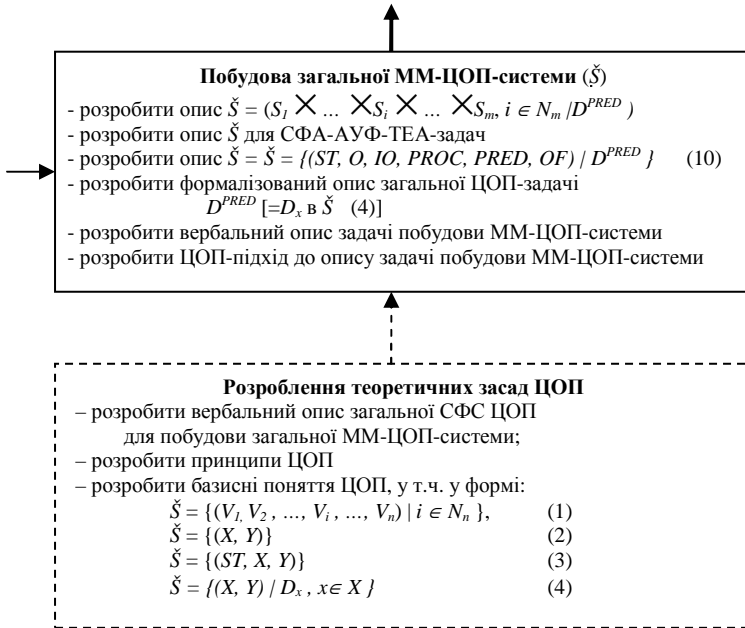 Побудова загальної ММ-ЦОП-системи (Š)
- розробити опис Š = (S₁ × ... × Sᵢ × ... × Sₘ, i ∈ Nₘ | D^PRED )
- розробити опис Š для СФА-АУФ-ТЕА-задач
- розробити опис Š = Š = {(ST, O, IO, PROC, PRED, OF) | D^PRED } (10)
- розробити формалізований опис загальної ЦОП-задачі
D^PRED [=Dₓ в Š (4)]
- розробити вербальний опис задачі побудови ММ-ЦОП-системи
- розробити ЦОП-підхід до опису задачі побудови ММ-ЦОП-системи
Розроблення теоретичних засад ЦОП
– розробити вербальний опис загальної СФС ЦОП
для побудови загальної ММ-ЦОП-системи;
– розробити принципи ЦОП
– розробити базисні поняття ЦОП, у т.ч. у формі:
Š = {(V₁, V₂ , ..., Vᵢ , ..., Vₙ) | i ∈ Nₙ }, (1)
Š = {(X, Y)} (2)
Š = {(ST, X, Y)} (3)
Š = {(X, Y) | Dₓ , x∈ X } (4)